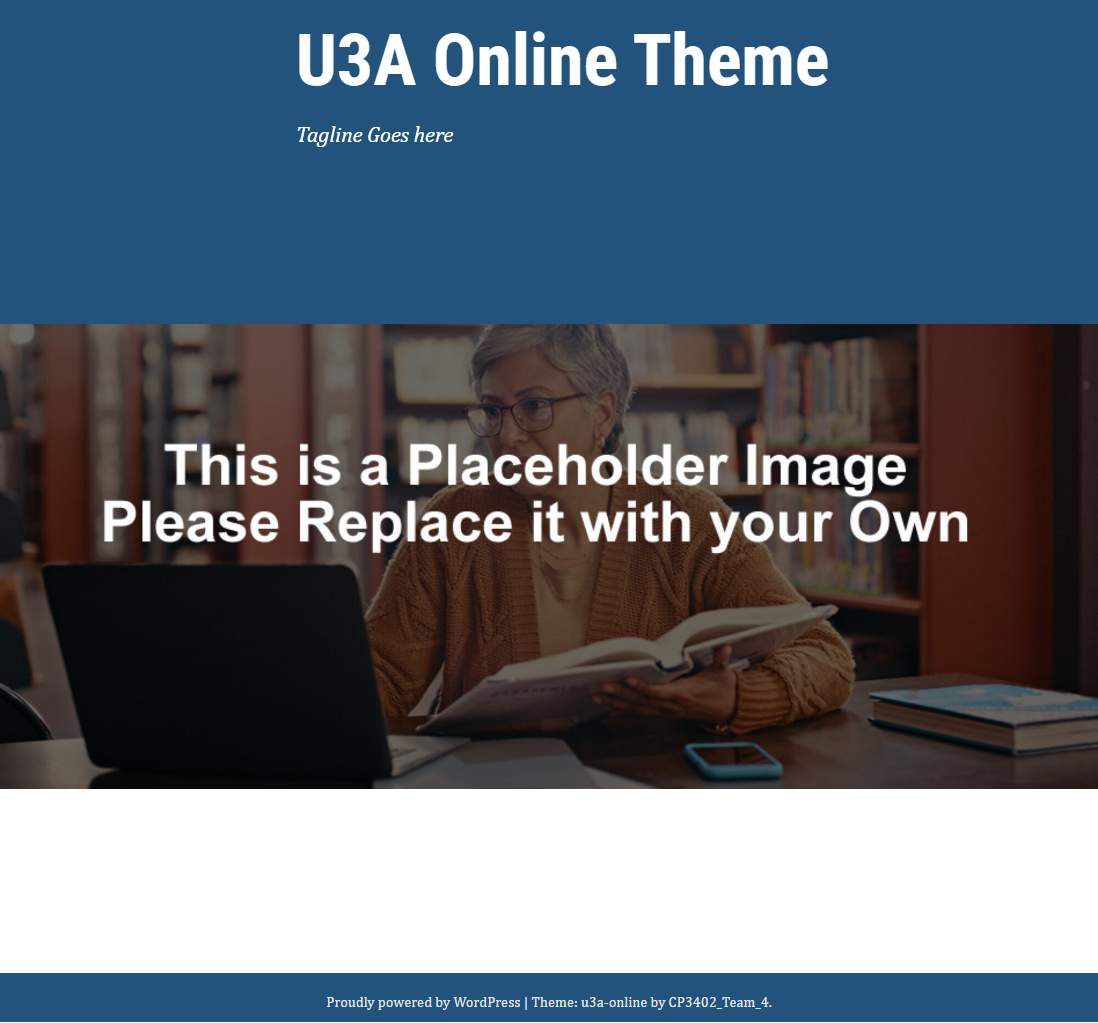 U3A Online Theme
Tagline Goes here
This is a Placeholder Image
Please Replace it with your Own
Proudly powered by WordPress | Theme: u3a-online by CP3402_Team_4.